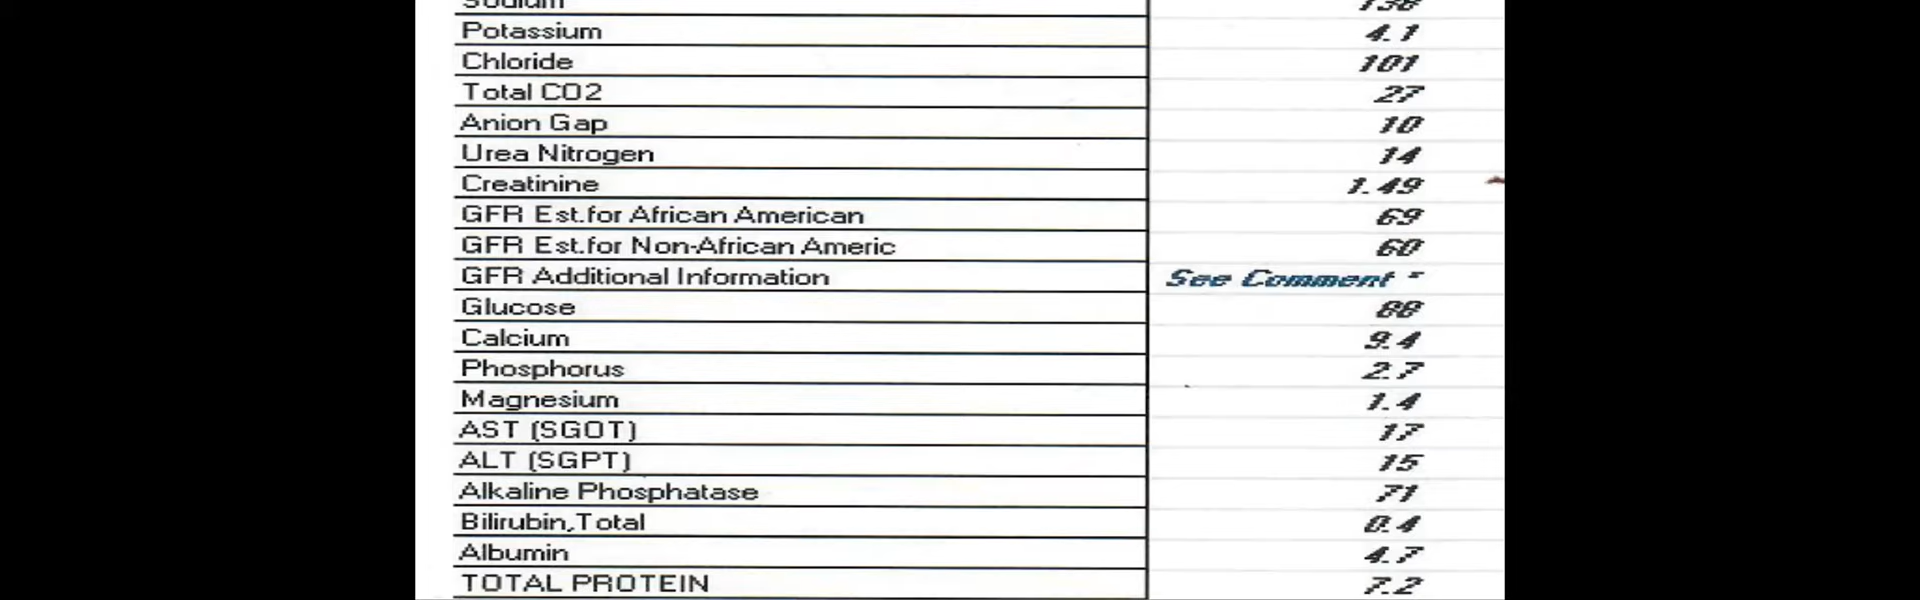 Sodium 138
Potassium 4.1
Chloride 101
Total CO2 27
Anion Gap 10
Urea Nitrogen 14
Creatinine 1.49
GFR Est.for African American 69
GFR Est.for Non-African Americ 60
GFR Additional Information See Comment *
Glucose 88
Calcium 9.4
Phosphorus 2.7
Magnesium 1.4
AST (SGOT) 17
ALT (SGPT) 15
Alkaline Phosphatase 71
Bilirubin,Total 0.4
Albumin 4.7
TOTAL PROTEIN 7.2